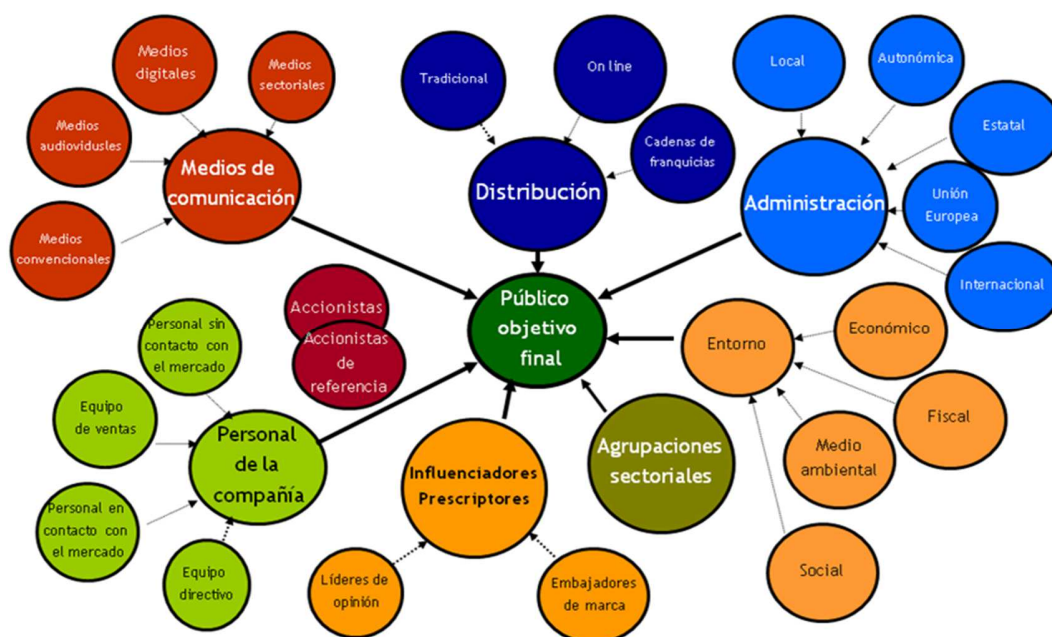 Medios
digitales
Medios
sectoriales
Medios
audiovidusles
Medios de
comunicación
Medios
convencionales
Tradicional
On line
Cadenas de
franquicias
Distribución
Local
Autonómica
Estatal
Unión
Europea
Administración
Internacional
Público
objetivo
final
Accionistas
Accionistas
de
referencia
Personal sin
contacto con
el mercado
Equipo
de ventas
Personal
de la
compañía
Personal en
contacto con
el mercado
Equipo
directivo
Influenciadores
Prescriptores
Líderes de
opinión
Embajadores
de marca
Agrupaciones
sectoriales
Entorno
Económico
Fiscal
Medio
ambiental
Social